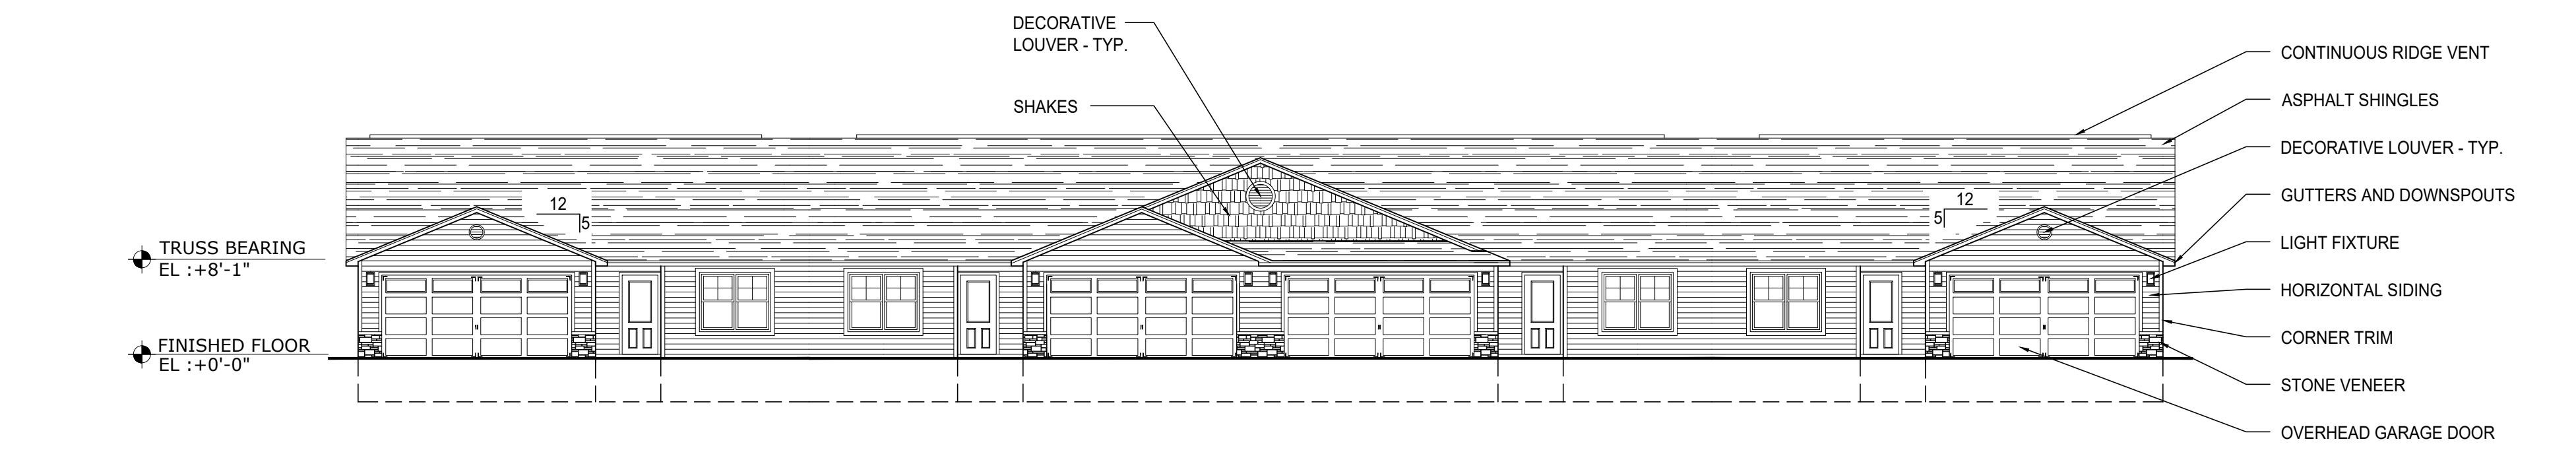 DECORATIVE
LOUVER - TYP.
SHAKES
12
5
12
5
TRUSS BEARING
EL :+8'-1"
FINISHED FLOOR
EL :+0'-0"
CONTINUOUS RIDGE VENT
ASPHALT SHINGLES
DECORATIVE LOUVER - TYP.
GUTTERS AND DOWNSPOUTS
LIGHT FIXTURE
HORIZONTAL SIDING
CORNER TRIM
STONE VENEER
OVERHEAD GARAGE DOOR